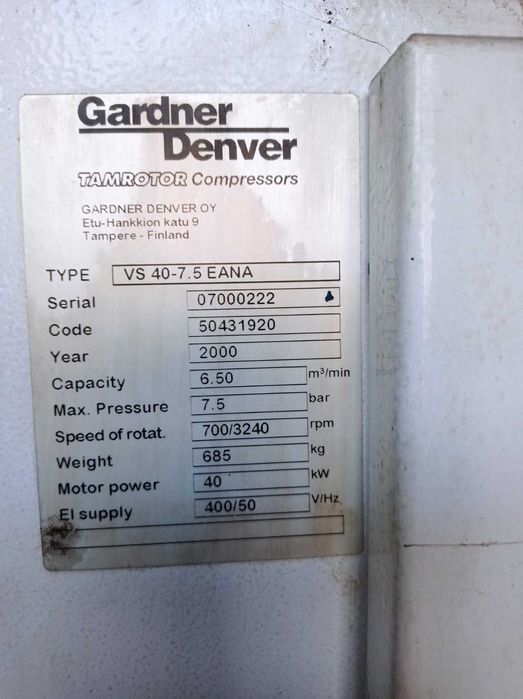 Gardner
Denver
TAMROTOR Compressors
GARDNER DENVER OY
Etu-Hankkion katu 9
Tampere - Finland
TYPE VS 40-7.5 EANA
Serial 07000222
Code 50431920
Year 2000
Capacity 6.50 m³/min
Max. Pressure 7.5 bar
Speed of rotat. 700/3240 rpm
Weight 685 kg
Motor power 40 kW
El supply 400/50 V/Hz